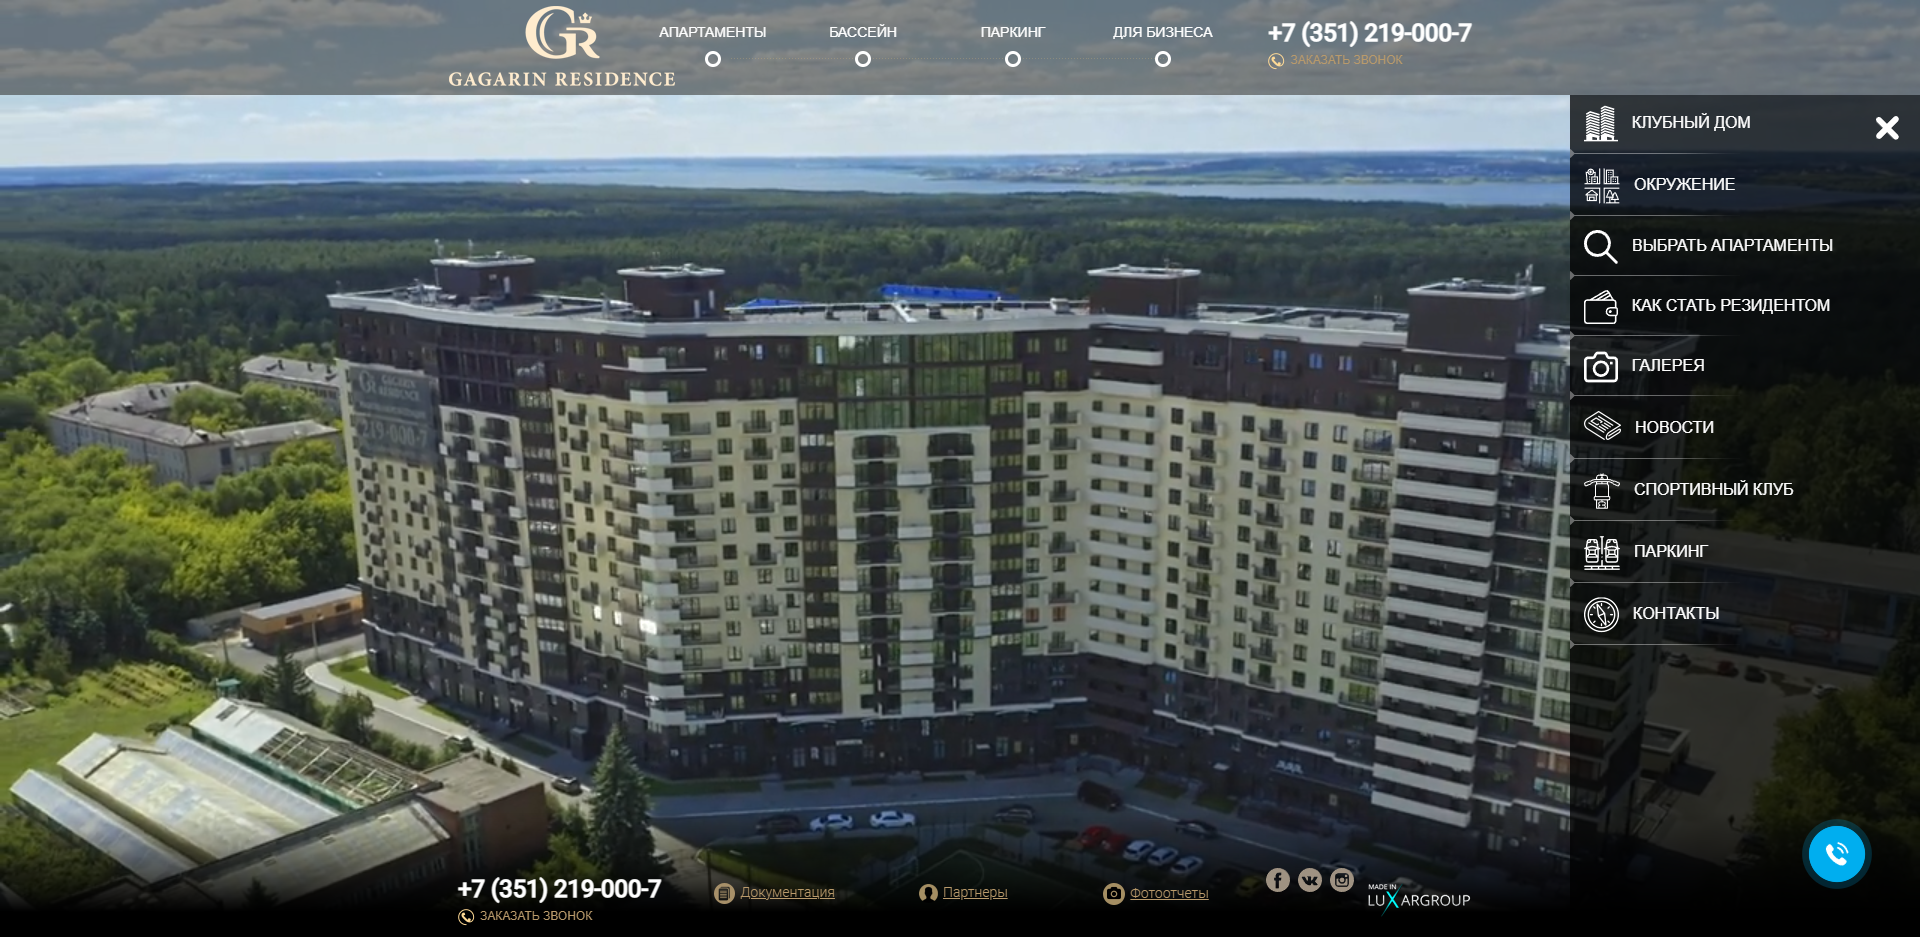 GR
GAGARIN RESIDENCE
АПАРТАМЕНТЫ
БАССЕЙН
ПАРКИНГ
ДЛЯ БИЗНЕСА
+7 (351) 219-000-7
ЗАКАЗАТЬ ЗВОНОК
КЛУБНЫЙ ДОМ
ОКРУЖЕНИЕ
ВЫБРАТЬ АПАРТАМЕНТЫ
КАК СТАТЬ РЕЗИДЕНТОМ
ГАЛЕРЕЯ
НОВОСТИ
СПОРТИВНЫЙ КЛУБ
ПАРКИНГ
КОНТАКТЫ
GAGARIN
RESIDENCE
219-000-7
+7 (351) 219-000-7
ЗАКАЗАТЬ ЗВОНОК
Документация
Партнеры
Фотоотчеты
MADE IN
LUXARGROUP